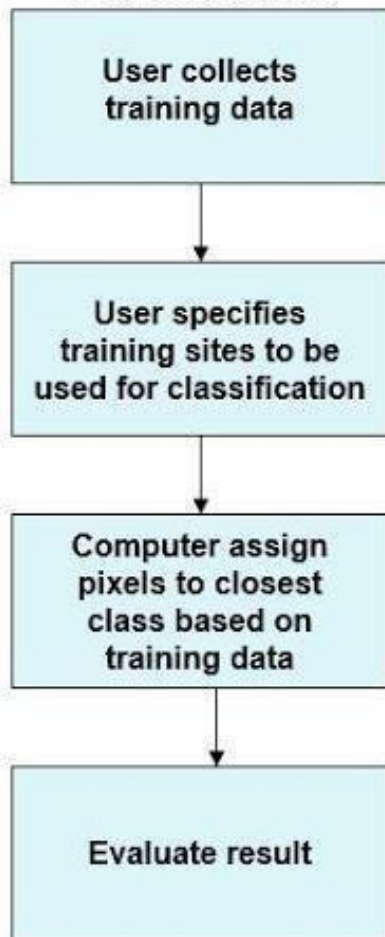 User collects
training data
User specifies
training sites to be
used for classification
Computer assign
pixels to closest
class based on
training data
Evaluate result